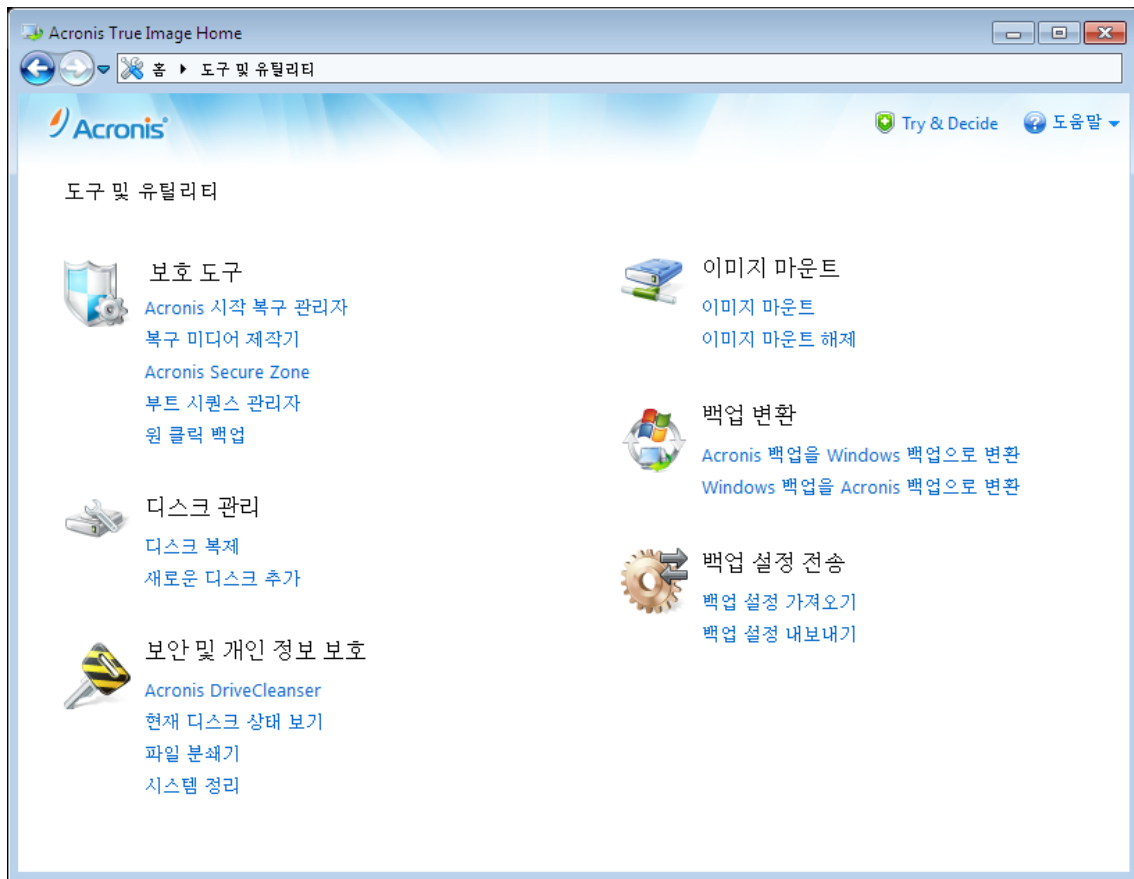 Acronis True Image Home
홈 ▸ 도구 및 유틸리티
Acronis
Try & Decide
도움말
도구 및 유틸리티
보호 도구
Acronis 시작 복구 관리자
복구 미디어 제작기
Acronis Secure Zone
부트 시퀀스 관리자
원 클릭 백업
디스크 관리
디스크 복제
새로운 디스크 추가
보안 및 개인 정보 보호
Acronis DriveCleanser
현재 디스크 상태 보기
파일 분쇄기
시스템 정리
이미지 마운트
이미지 마운트
이미지 마운트 해제
백업 변환
Acronis 백업을 Windows 백업으로 변환
Windows 백업을 Acronis 백업으로 변환
백업 설정 전송
백업 설정 가져오기
백업 설정 내보내기